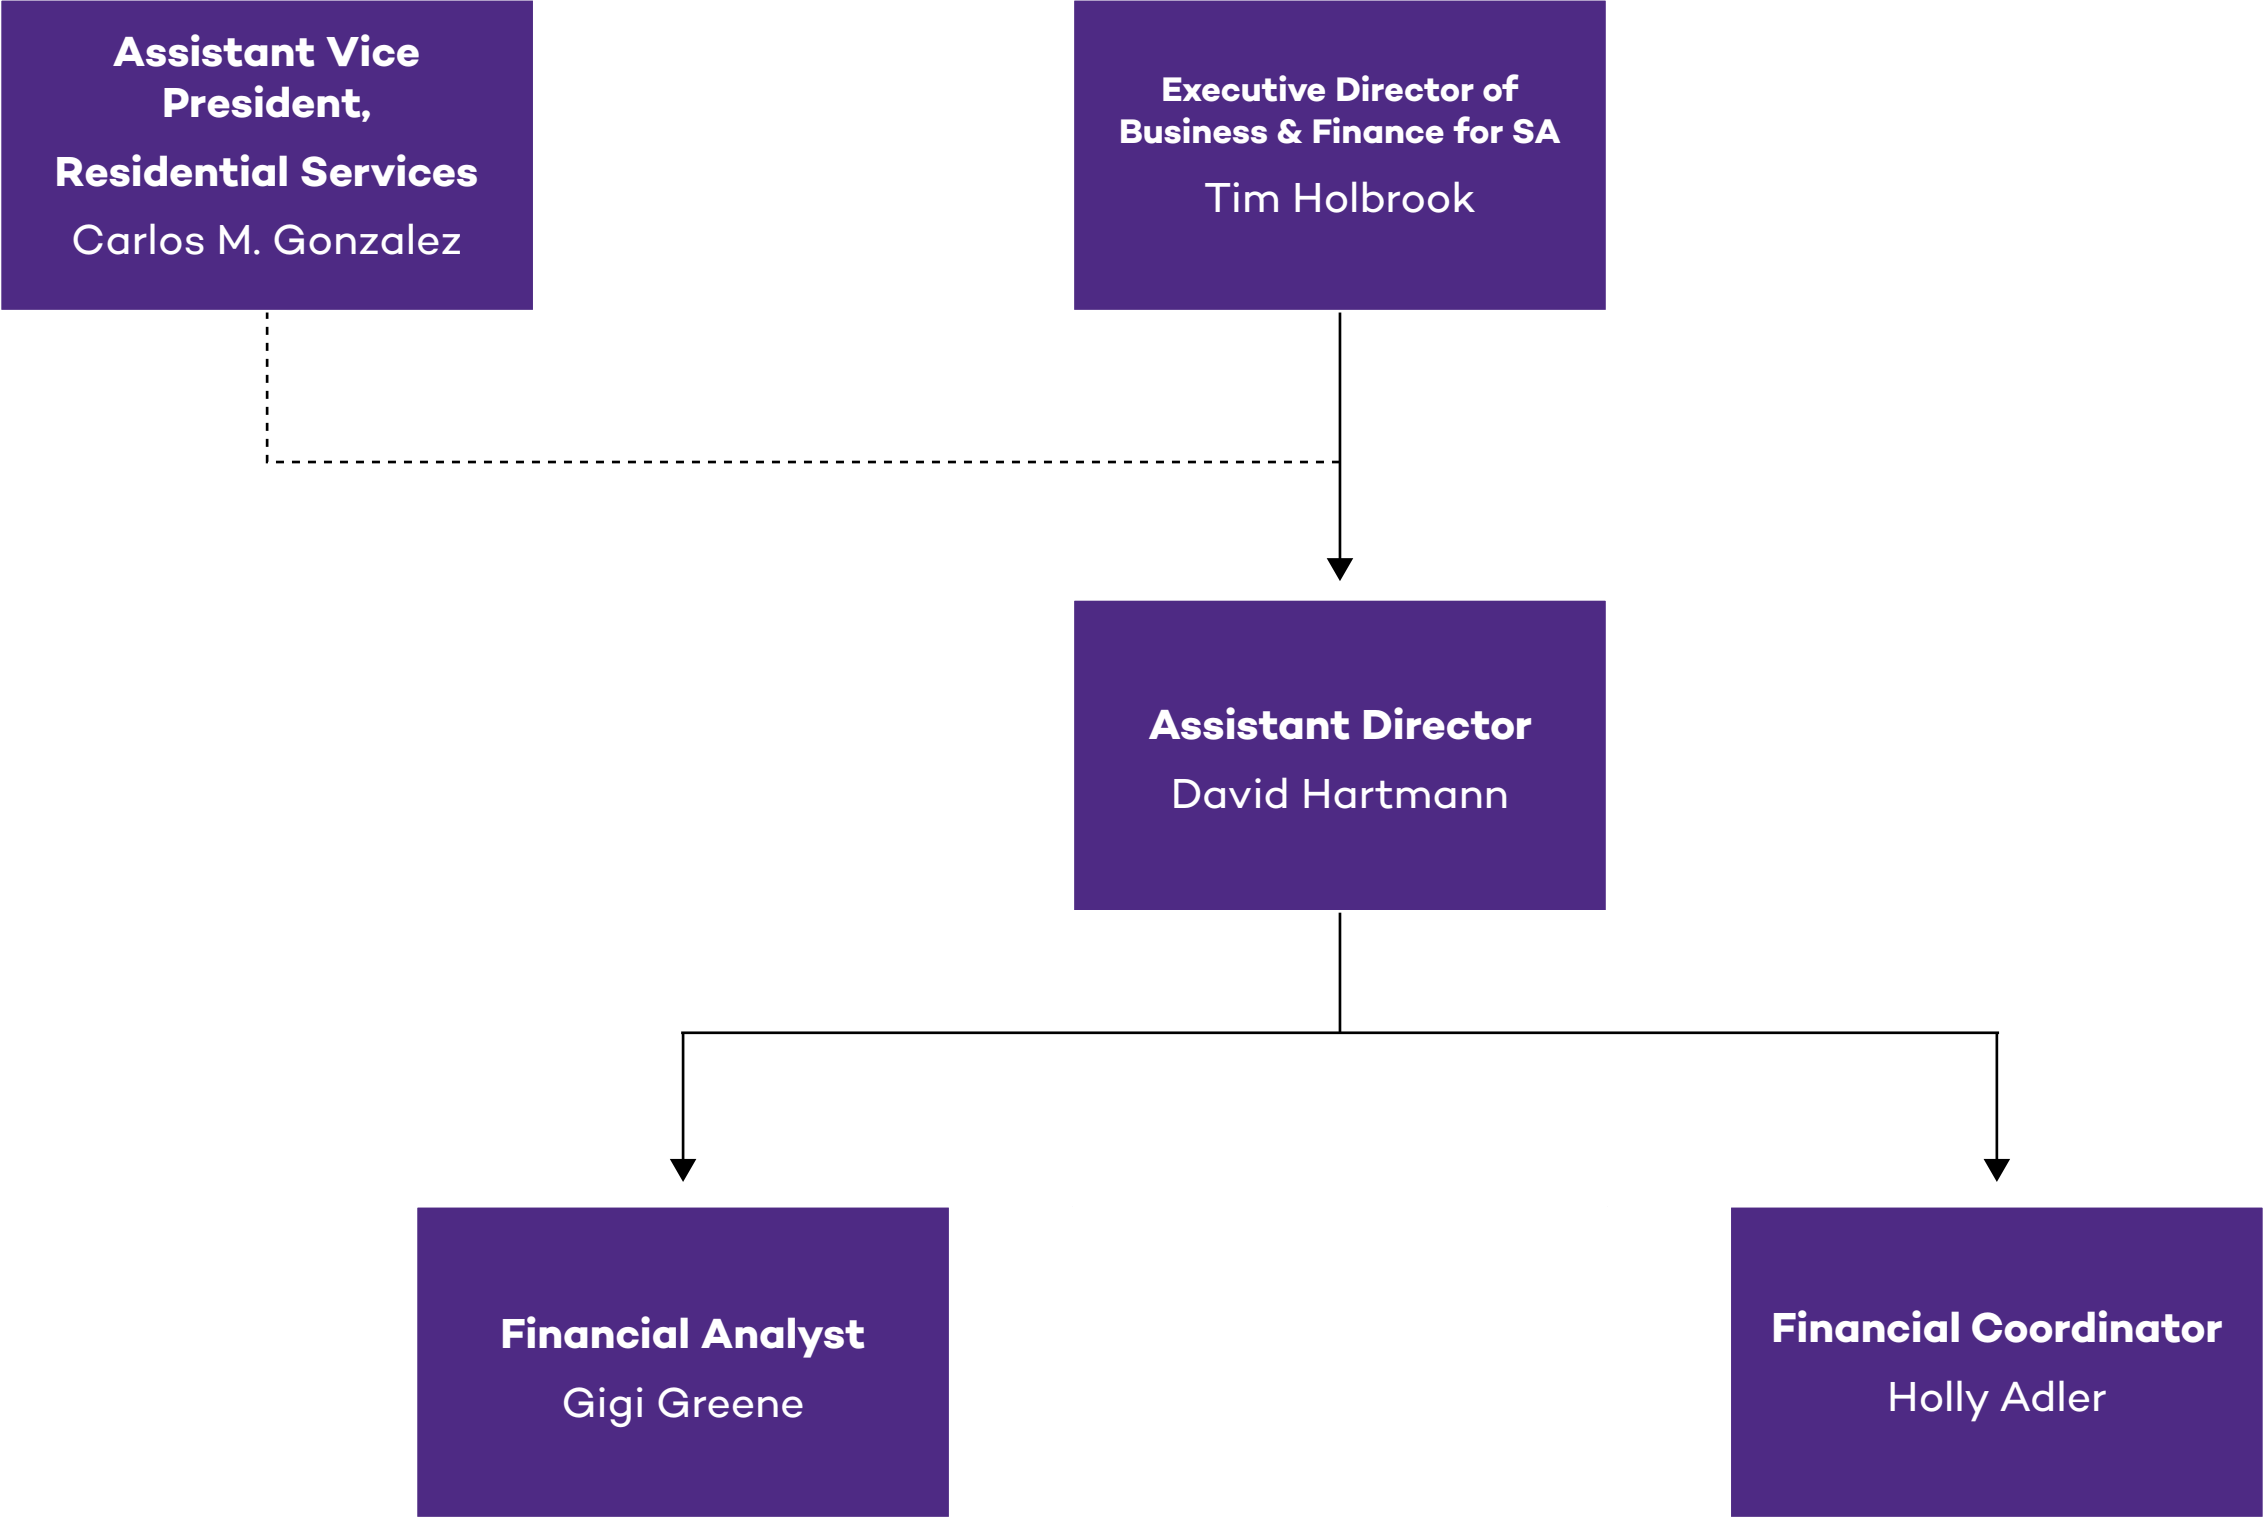 Assistant Vice
President,
Residential Services
Carlos M. Gonzalez
Executive Director of
Business & Finance for SA
Tim Holbrook
Assistant Director
David Hartmann
Financial Analyst
Gigi Greene
Financial Coordinator
Holly Adler